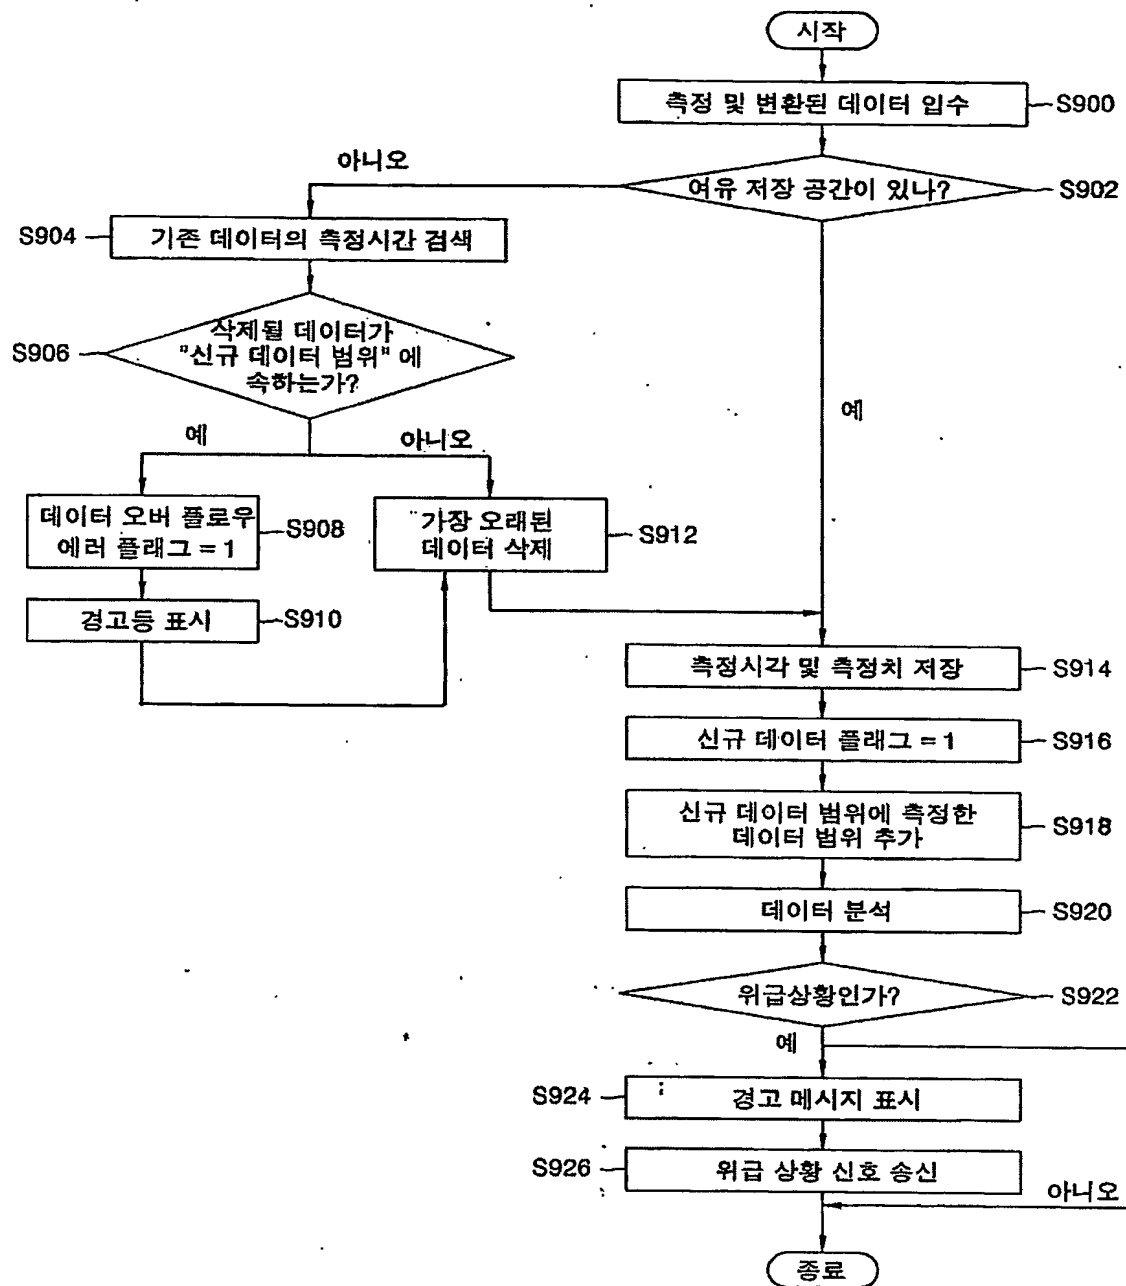 시작
측정 및 변환된 데이터 입수
S900
아니오
여유 저장 공간이 있나?
S902
S904
기존 데이터의 측정시간 검색
S906
삭제될 데이터가
"신규 데이터 범위" 에
속하는가?
예
예
아니오
데이터 오버 플로우
에러 플래그 = 1
S908
가장 오래된
데이터 삭제
S912
경고등 표시
S910
측정시각 및 측정치 저장
S914
신규 데이터 플래그 = 1
S916
신규 데이터 범위에 측정한
데이터 범위 추가
S918
데이터 분석
S920
위급상황인가?
S922
예
S924
경고 메시지 표시
S926
위급 상황 신호 송신
아니오
종료